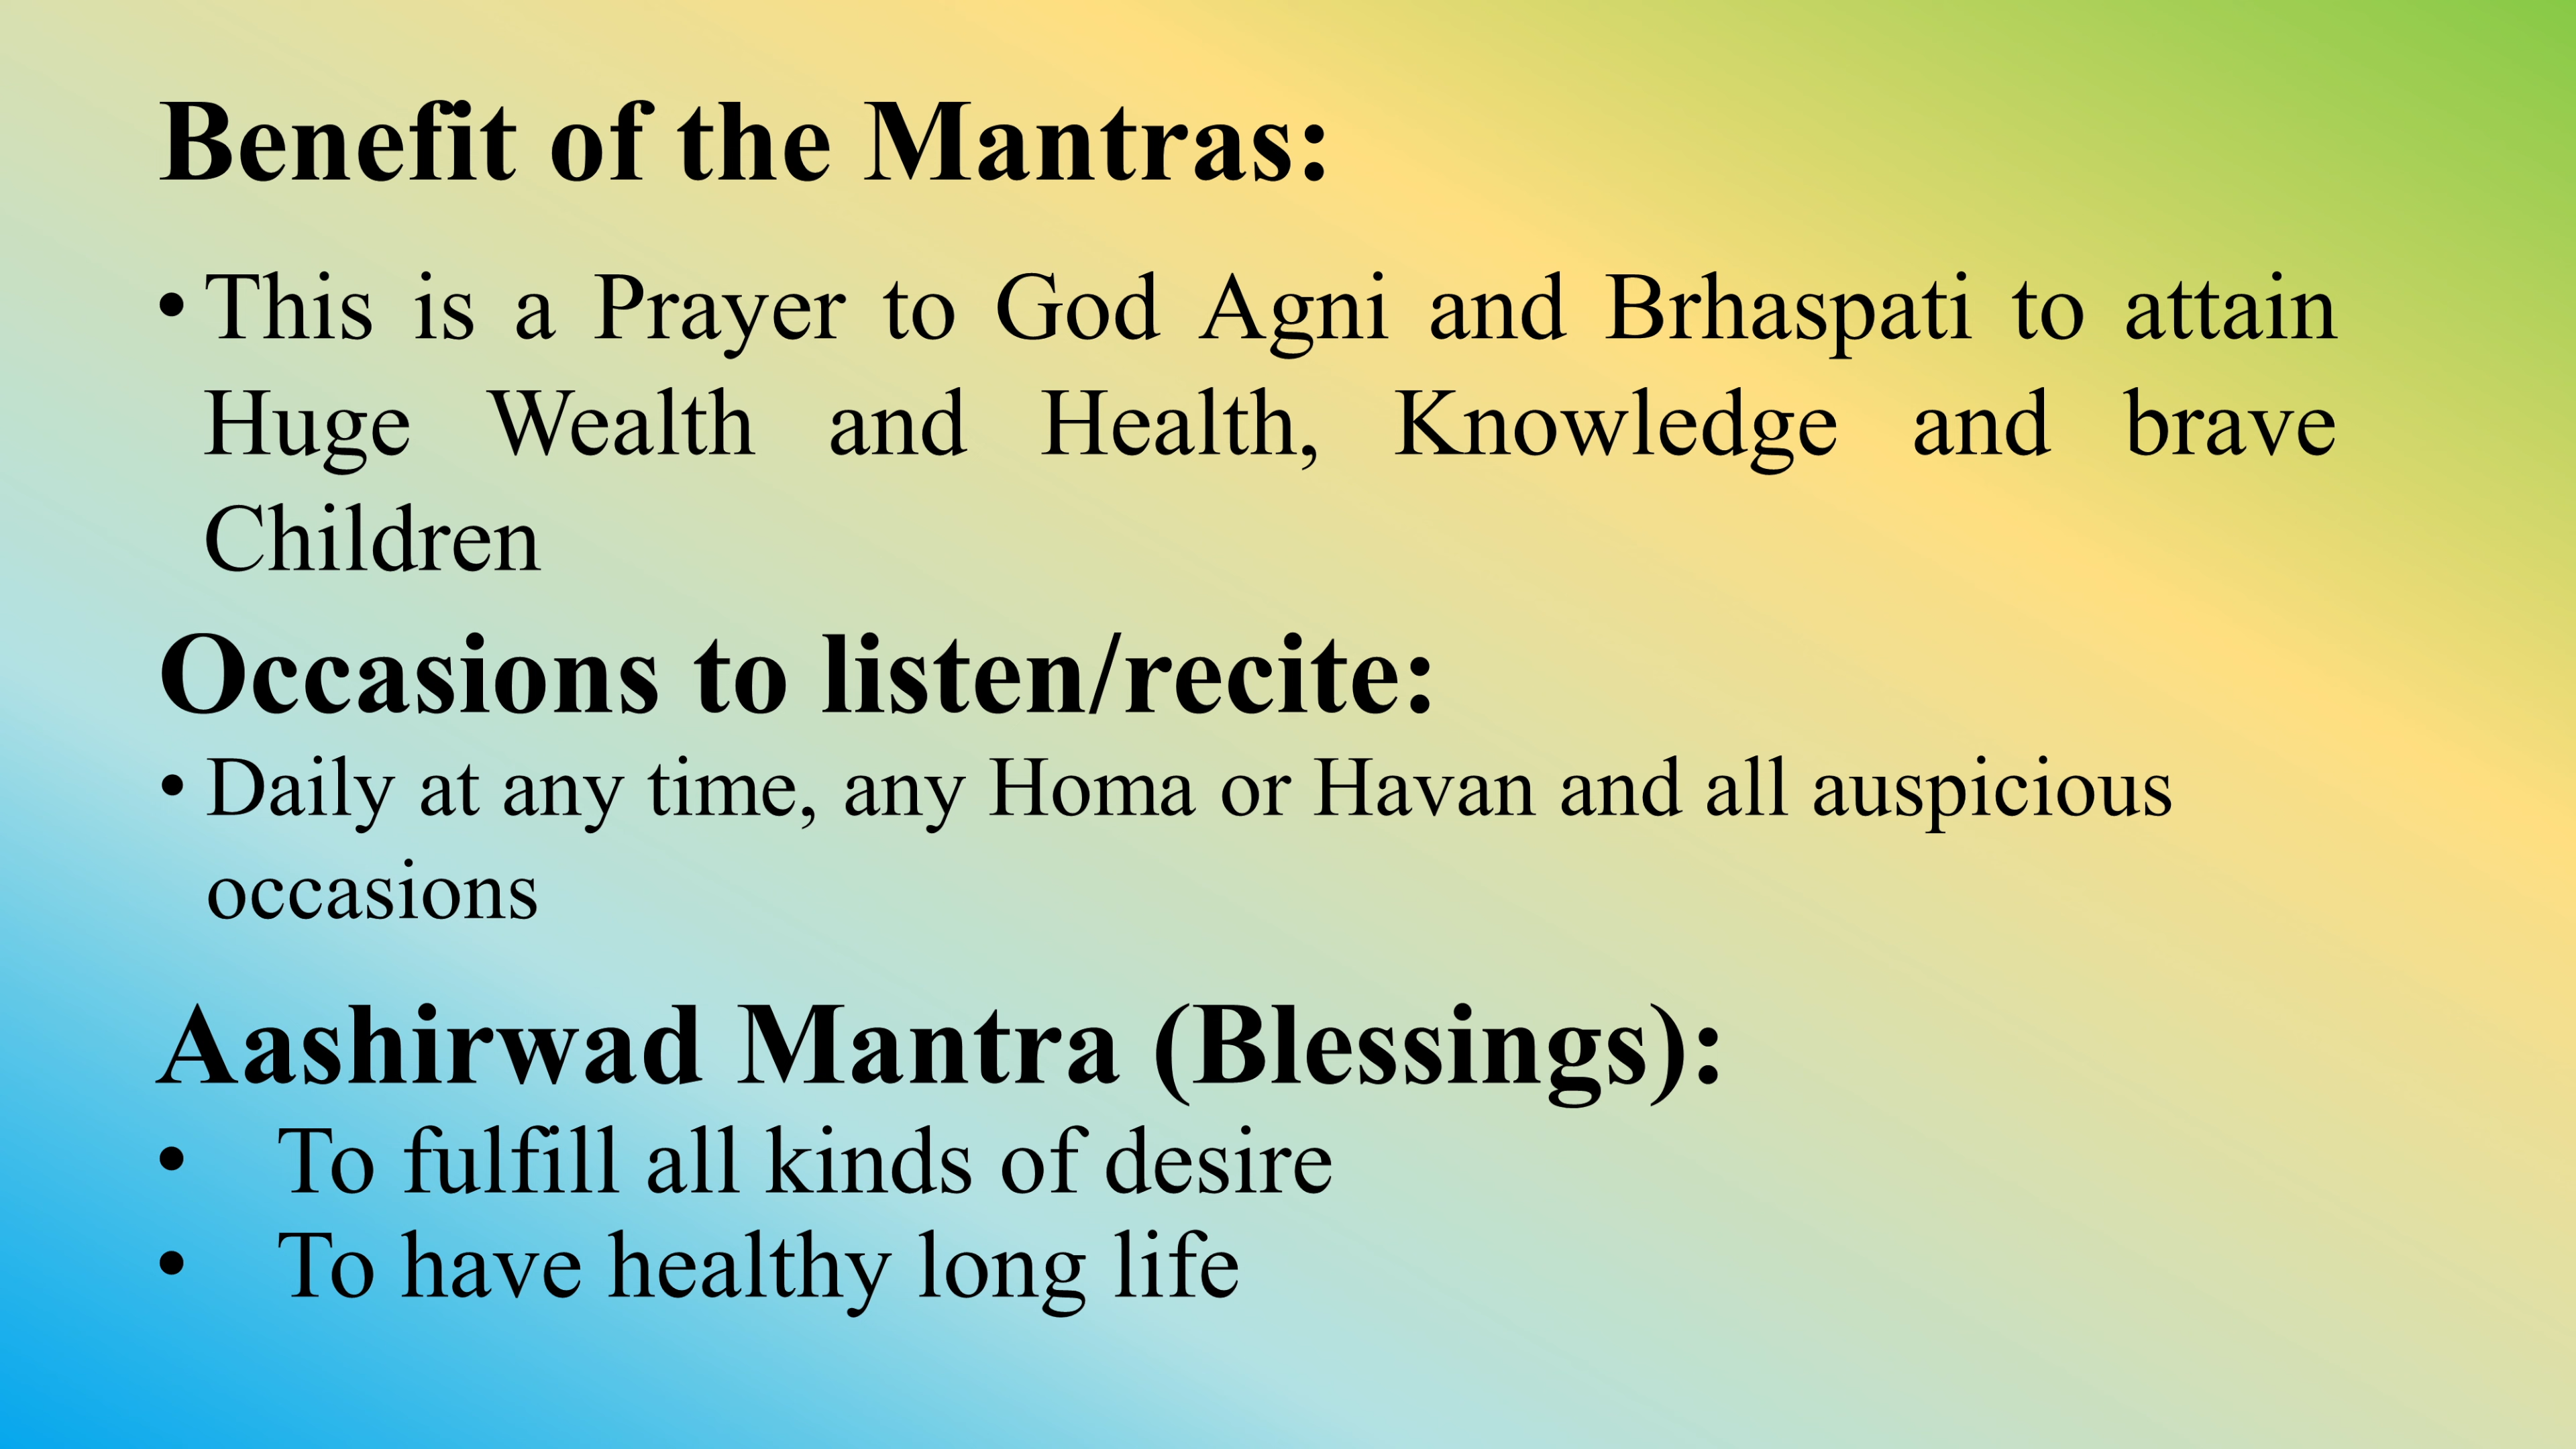 Benefit of the Mantras:
• This is a Prayer to God Agni and Brhaspati to attain
Huge Wealth and Health, Knowledge and brave
Children
Occasions to listen/recite:
• Daily at any time, any Homa or Havan and all auspicious
occasions
Aashirwad Mantra (Blessings):
• To fulfill all kinds of desire
• To have healthy long life